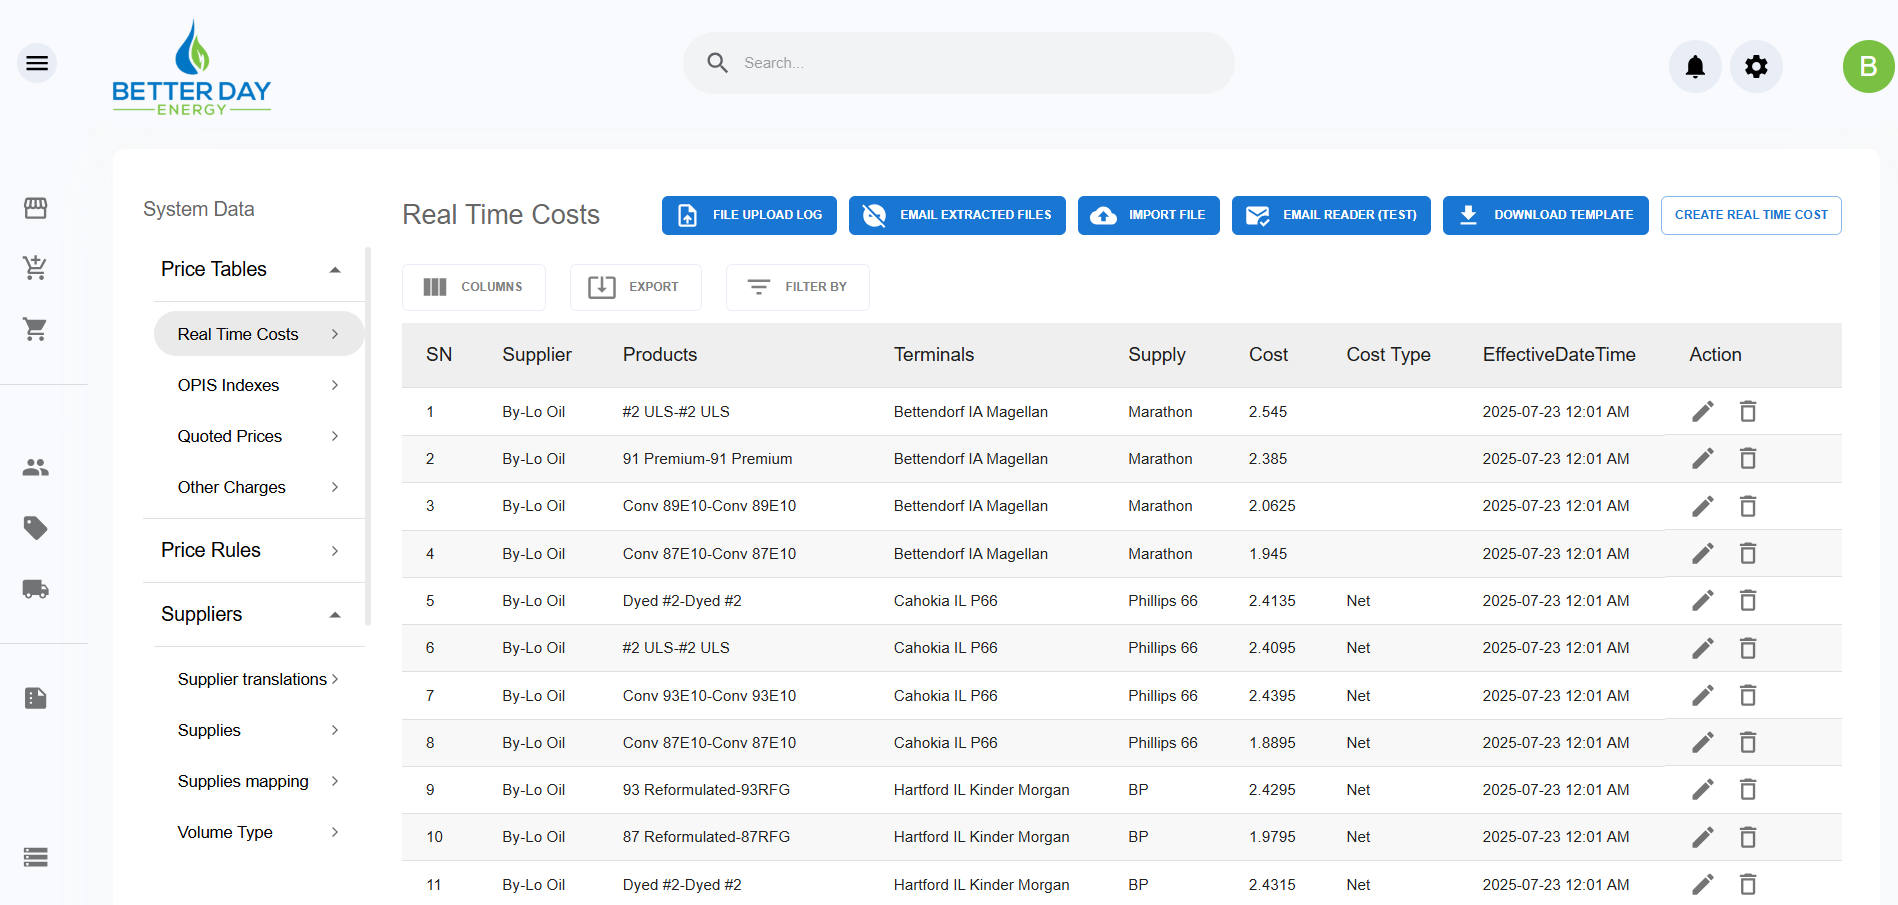 BETTER DAY
ENERGY
Search...
B
System Data
Price Tables
Real Time Costs
OPIS Indexes
Quoted Prices
Other Charges
Price Rules
Suppliers
Supplier translations
Supplies
Supplies mapping
Volume Type
Real Time Costs
FILE UPLOAD LOG
EMAIL EXTRACTED FILES
IMPORT FILE
EMAIL READER (TEST)
DOWNLOAD TEMPLATE
CREATE REAL TIME COST
COLUMNS
EXPORT
FILTER BY
SN Supplier Products Terminals Supply Cost Cost Type EffectiveDateTime Action
1 By-Lo Oil #2 ULS-#2 ULS Bettendorf IA Magellan Marathon 2.545 2025-07-23 12:01 AM
2 By-Lo Oil 91 Premium-91 Premium Bettendorf IA Magellan Marathon 2.385 2025-07-23 12:01 AM
3 By-Lo Oil Conv 89E10-Conv 89E10 Bettendorf IA Magellan Marathon 2.0625 2025-07-23 12:01 AM
4 By-Lo Oil Conv 87E10-Conv 87E10 Bettendorf IA Magellan Marathon 1.945 2025-07-23 12:01 AM
5 By-Lo Oil Dyed #2-Dyed #2 Cahokia IL P66 Phillips 66 2.4135 Net 2025-07-23 12:01 AM
6 By-Lo Oil #2 ULS-#2 ULS Cahokia IL P66 Phillips 66 2.4095 Net 2025-07-23 12:01 AM
7 By-Lo Oil Conv 93E10-Conv 93E10 Cahokia IL P66 Phillips 66 2.4395 Net 2025-07-23 12:01 AM
8 By-Lo Oil Conv 87E10-Conv 87E10 Cahokia IL P66 Phillips 66 1.8895 Net 2025-07-23 12:01 AM
9 By-Lo Oil 93 Reformulated-93RFG Hartford IL Kinder Morgan BP 2.4295 Net 2025-07-23 12:01 AM
10 By-Lo Oil 87 Reformulated-87RFG Hartford IL Kinder Morgan BP 1.9795 Net 2025-07-23 12:01 AM
11 By-Lo Oil Dyed #2-Dyed #2 Hartford IL Kinder Morgan BP 2.4315 Net 2025-07-23 12:01 AM